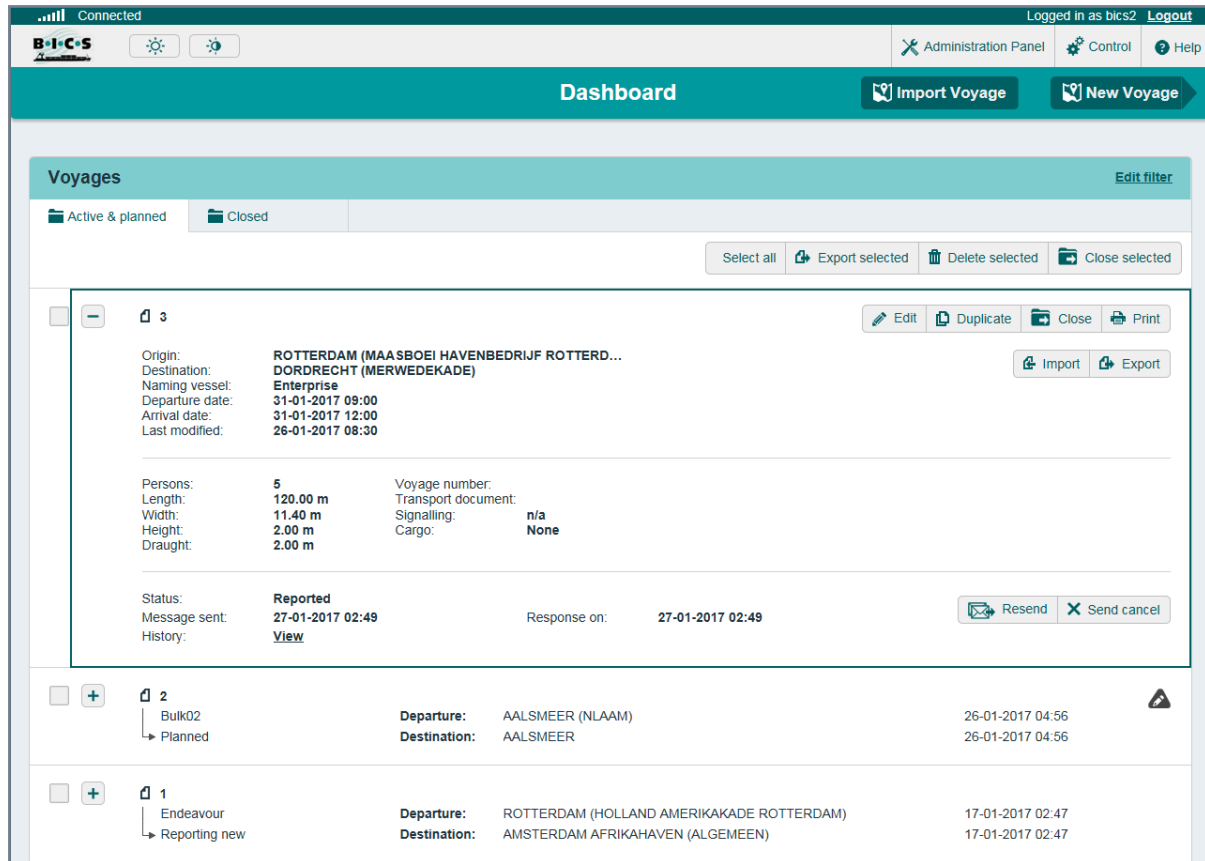 Connected Logged in as bics2 Logout
B•I•C•S Administration Panel Control Help
Dashboard Import Voyage New Voyage
Voyages Edit filter
Active & planned Closed
Select all Export selected Delete selected Close selected
3 Edit Duplicate Close Print
Origin: ROTTERDAM (MAASBOEI HAVENBEDRIJF ROTTERD... Import Export
Destination: DORDRECHT (MERWEDEKADE)
Naming vessel: Enterprise
Departure date: 31-01-2017 09:00
Arrival date: 31-01-2017 12:00
Last modified: 26-01-2017 08:30
Persons: 5 Voyage number:
Length: 120.00 m Transport document:
Width: 11.40 m Signalling: n/a
Height: 2.00 m Cargo: None
Draught: 2.00 m
Status: Reported Resend Send cancel
Message sent: 27-01-2017 02:49 Response on: 27-01-2017 02:49
History: View
2
Bulk02 Departure: AALSMEER (NLAAM) 26-01-2017 04:56
Planned Destination: AALSMEER 26-01-2017 04:56
1
Endeavour Departure: ROTTERDAM (HOLLAND AMERIKAKADE ROTTERDAM) 17-01-2017 02:47
Reporting new Destination: AMSTERDAM AFRIKAHAVEN (ALGEMEEN) 17-01-2017 02:47